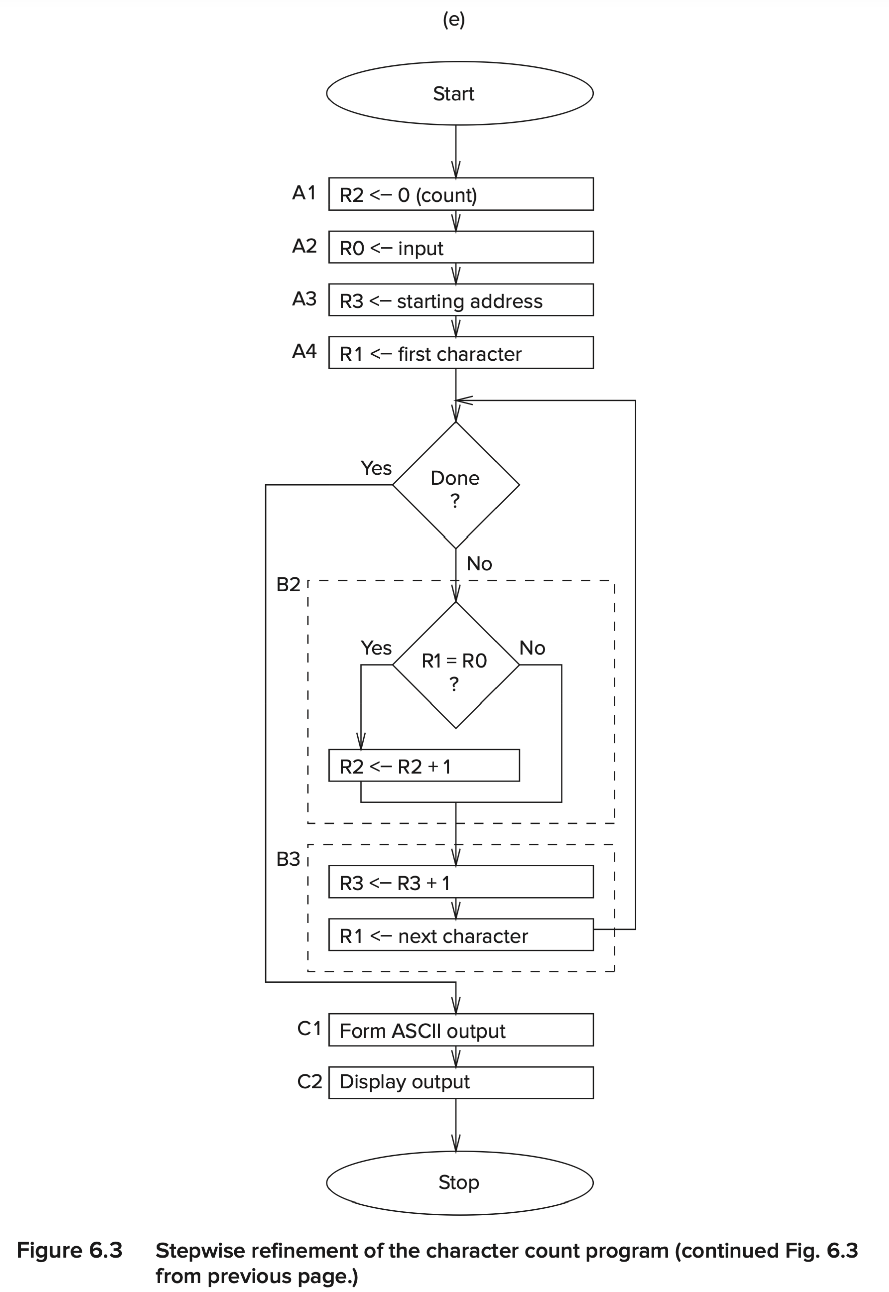 (e)
Start
A1 R2 <– 0 (count)
A2 R0 <– input
A3 R3 <– starting address
A4 R1 <– first character
Yes
Done
?
No
B2
Yes
R1 = R0
?
No
R2 <– R2 + 1
B3
R3 <– R3 + 1
R1 <– next character
C1 Form ASCII output
C2 Display output
Stop
Figure 6.3 Stepwise refinement of the character count program (continued Fig. 6.3
from previous page.)